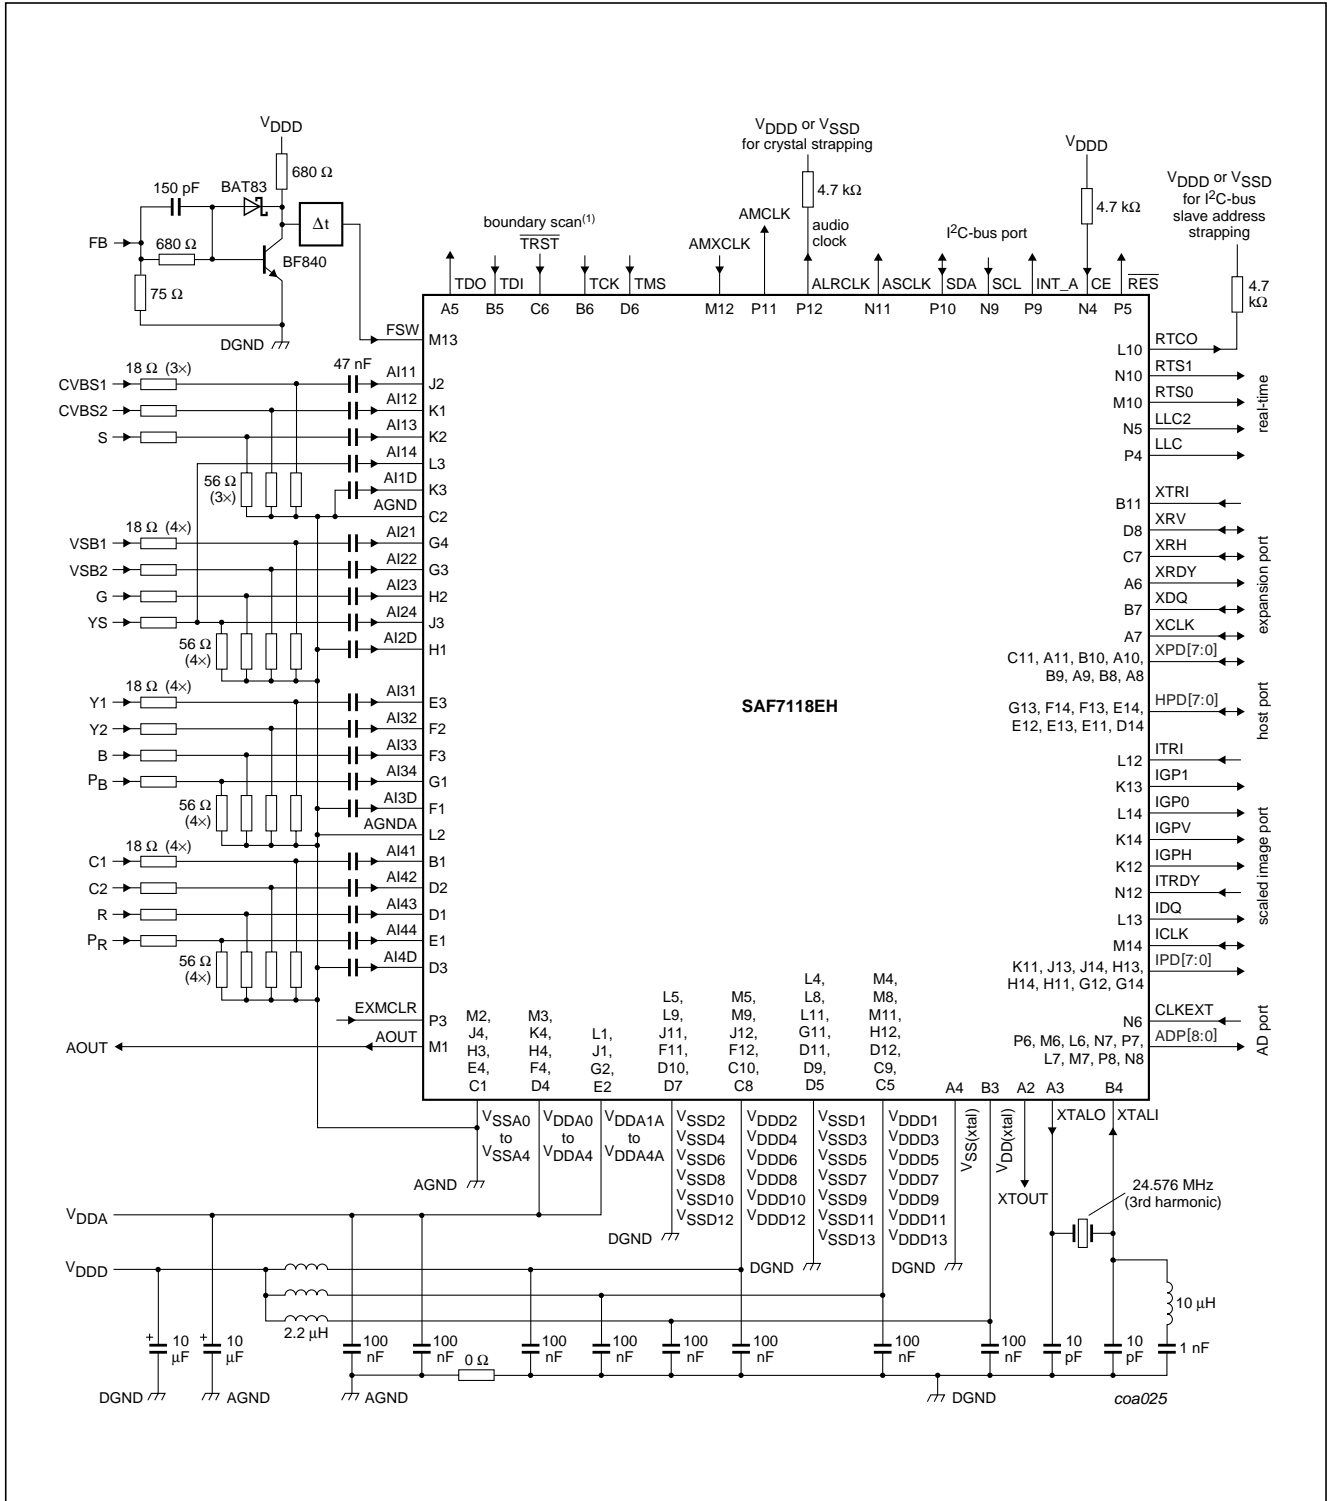 VDDD
680 Ω
150 pF
BAT83
Δt
FB
680 Ω
BF840
75 Ω
DGND
boundary scan(1)
TRST
TDO
TDI
TCK
TMS
AMXCLK
AMCLK
VDDD or VSSD
for crystal strapping
4.7 kΩ
audio
clock
ALRCLK
ASCLK
I2C-bus port
SDA
SCL
INT_A
VDDD
4.7 kΩ
CE
RES
VDDD or VSSD
for I2C-bus
slave address
strapping
4.7
kΩ
A5 B5 C6 B6 D6 M12 P11 P12 N11 P10 N9 P9 N4 P5
FSW M13
CVBS1 18 Ω (3×) 47 nF AI11 J2
CVBS2 AI12 K1
S AI13 K2
AI14 L3
56 Ω
(3×)
AI1D K3
AGND C2
VSB1 18 Ω (4×) AI21 G4
VSB2 AI22 G3
G AI23 H2
YS AI24 J3
56 Ω
(4×)
AI2D H1
Y1 18 Ω (4×) AI31 E3
Y2 AI32 F2
B AI33 F3
PB AI34 G1
56 Ω
(4×)
AI3D F1
AGNDA L2
C1 18 Ω (4×) AI41 B1
C2 AI42 D2
R AI43 D1
PR AI44 E1
56 Ω
(4×)
AI4D D3
EXMCLR P3
AOUT AOUT M1
SAF7118EH
L10 RTCO
N10 RTS1
M10 RTS0
N5 LLC2
P4 LLC
real-time
B11 XTRI
D8 XRV
C7 XRH
A6 XRDY
B7 XDQ
A7 XCLK
C11, A11, B10, A10, XPD[7:0]
B9, A9, B8, A8
expansion port
G13, F14, F13, E14, HPD[7:0]
E12, E13, E11, D14
host port
L12 ITRI
K13 IGP1
L14 IGP0
K14 IGPV
K12 IGPH
N12 ITRDY
L13 IDQ
M14 ICLK
K11, J13, J14, H13, IPD[7:0]
H14, H11, G12, G14
scaled image port
N6 CLKEXT
P6, M6, L6, N7, P7, ADP[8:0]
L7, M7, P8, N8
AD port
M2,
J4,
H3,
E4,
C1
M3,
K4,
H4,
F4,
D4
L1,
J1,
G2,
E2
L5,
L9,
J11,
F11,
D10,
D7
M5,
M9,
J12,
F12,
C10,
C8
L4,
L8,
L11,
G11,
D11,
D9,
D5
M4,
M8,
M11,
H12,
D12,
C9,
C5
A4 B3 A2 A3 B4
VSSA0
to
VSSA4
VDDA0
to
VDDA4
VDDA1A
to
VDDA4A
VSSD2
VSSD4
VSSD6
VSSD8
VSSD10
VSSD12
VDDD2
VDDD4
VDDD6
VDDD8
VDDD10
VDDD12
VSSD1
VSSD3
VSSD5
VSSD7
VSSD9
VSSD11
VSSD13
VDDD1
VDDD3
VDDD5
VDDD7
VDDD9
VDDD11
VDDD13
VSS(xtal)
VDD(xtal)
XTOUT
XTALO
XTALI
24.576 MHz
(3rd harmonic)
AGND
DGND
DGND
DGND
VDDA
VDDD
2.2 μH
10 μH
+ 10
μF
+ 10
μF
100
nF
100
nF
100
nF
100
nF
100
nF
100
nF
100
nF
100
nF
10
pF
10
pF
1 nF
0 Ω
DGND
AGND
AGND
DGND
coa025